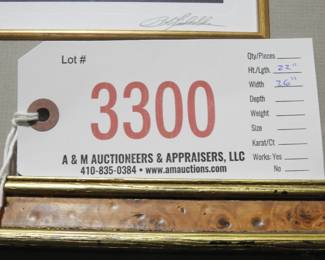 Lot #
3300
A & M AUCTIONEERS & APPRAISERS, LLC
410-835-0384 • www.amauctions.com
Qty/Pieces
Ht./Lgth 22"
Width 26"
Depth
Weight
Size
Karat/Ct
Works: Yes
No